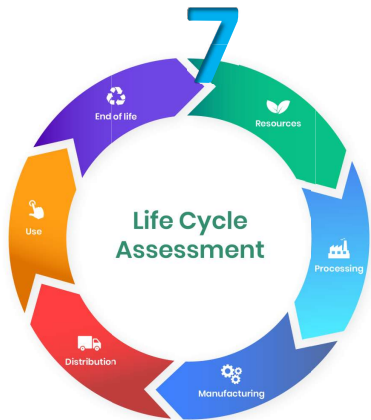 7
End of life
Resources
Use
Life Cycle
Assessment
Processing
Distribution
Manufacturing